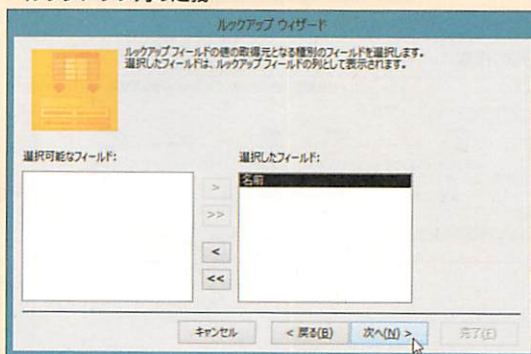 ルックアップ ウィザード
ルックアップ フィールドの値の取得元となる種別のフィールドを選択します。
選択したフィールドは、ルックアップ フィールドの列として表示されます。
選択可能なフィールド:
選択したフィールド:
名前
>
>>
<
<<
キャンセル
< 戻る(B)
次へ(N) >
完了(F)